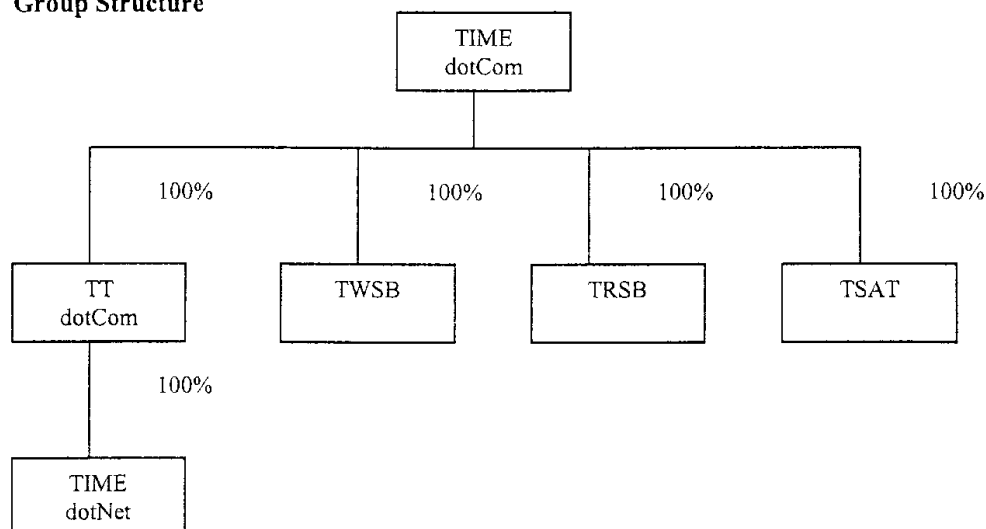 Group Structure
TIME
dotCom
100%
100%
100%
100%
TT
dotCom
TWSB
TRSB
TSAT
100%
TIME
dotNet